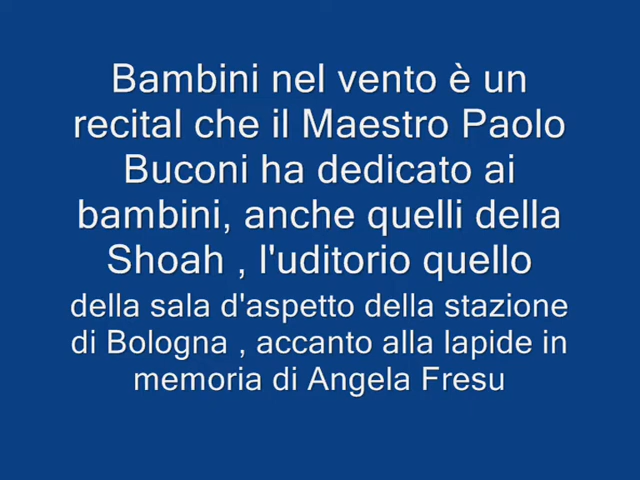 Bambini nel vento è un
recital che il Maestro Paolo
Buconi ha dedicato ai
bambini, anche quelli della
Shoah , l'uditorio quello
della sala d'aspetto della stazione
di Bologna , accanto alla lapide in
memoria di Angela Fresu